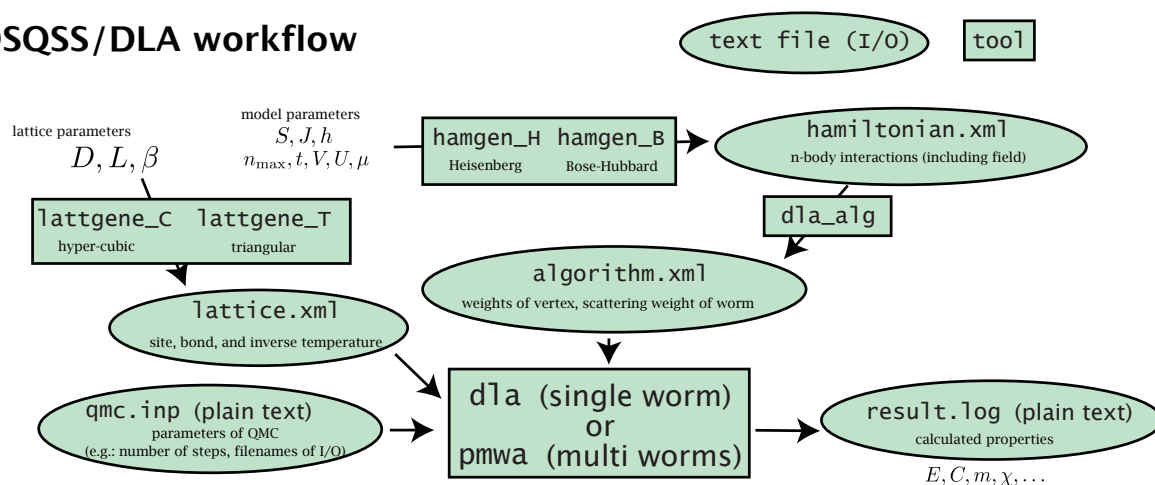 DSQSS/DLA workflow
text file (I/O)
tool
lattice parameters
D, L, β
model parameters
S, J, h
n_max, t, V, U, μ
hamgen_H hamgen_B
Heisenberg Bose-Hubbard
hamiltonian.xml
n-body interactions (including field)
dla_alg
lattgene_C lattgene_T
hyper-cubic triangular
algorithm.xml
weights of vertex, scattering weight of worm
lattice.xml
site, bond, and inverse temperature
qmc.inp (plain text)
parameters of QMC
(e.g.: number of steps, filenames of I/O)
dla (single worm)
or
pmwa (multi worms)
result.log (plain text)
calculated properties
E, C, m, χ, . . .